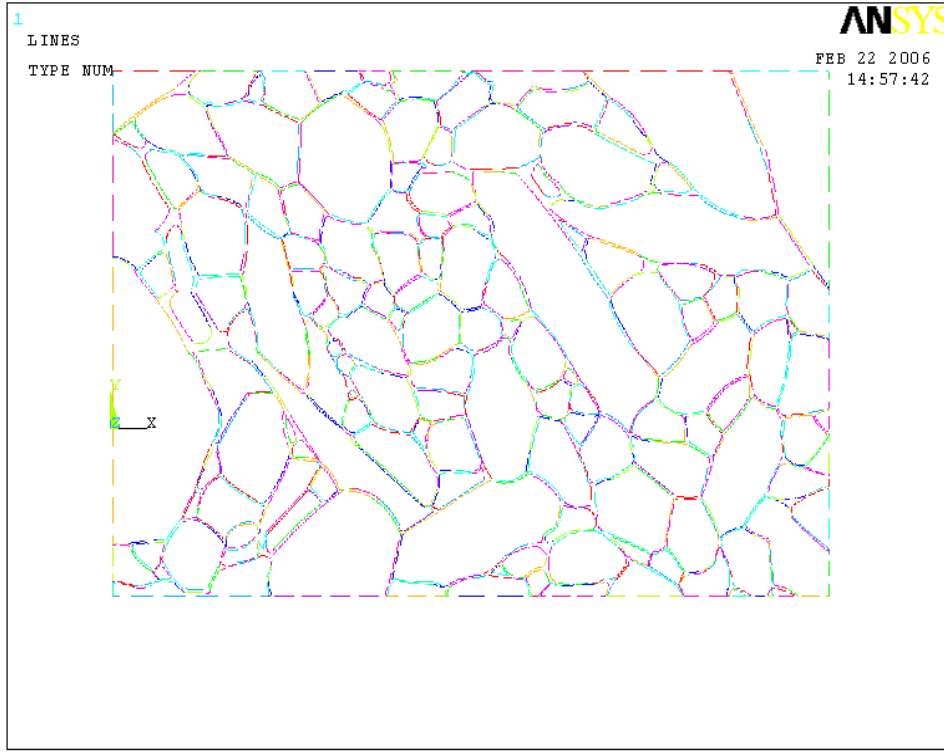 1
ANSYS
LINES
TYPE NUM
FEB 22 2006
14:57:42
Y
Z X